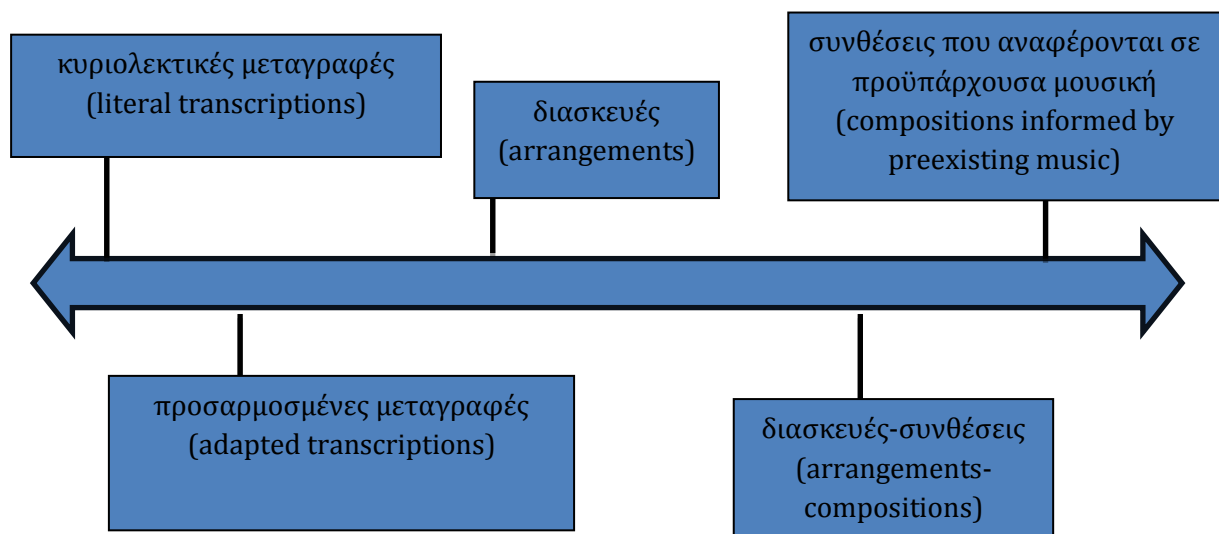 κυριολεκτικές μεταγραφές
(literal transcriptions)
διασκευές
(arrangements)
συνθέσεις που αναφέρονται σε
προϋπάρχουσα μουσική
(compositions informed by
preexisting music)
προσαρμοσμένες μεταγραφές
(adapted transcriptions)
διασκευές-συνθέσεις
(arrangements-
compositions)